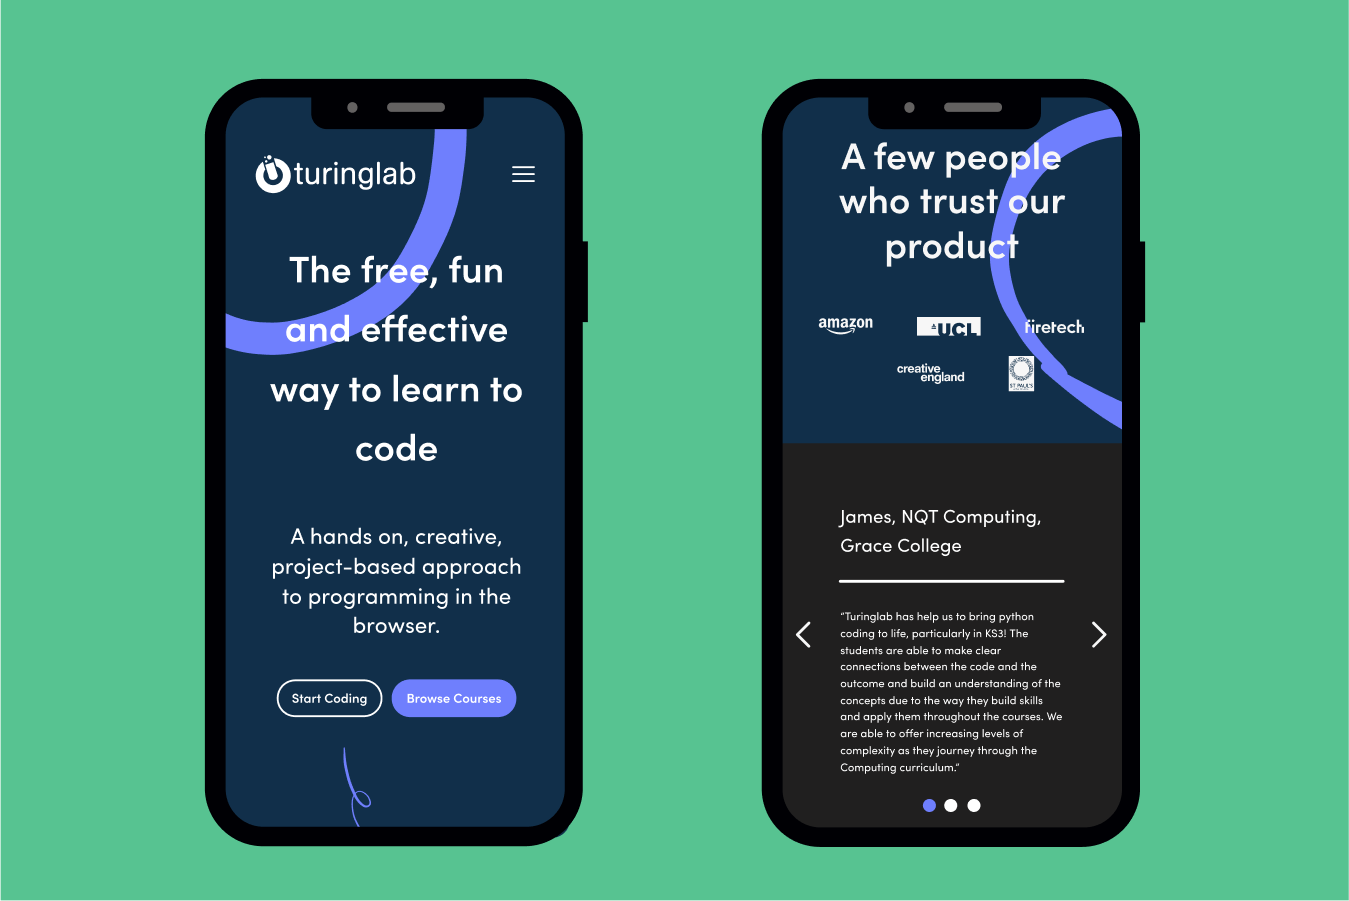 turinglab
The free, fun
and effective
way to learn to
code
A hands on, creative,
project-based approach
to programming in the
browser.
Start Coding
Browse Courses
A few people
who trust our
product
amazon
UCL
firetech
creative
england
ST PAUL'S
James, NQT Computing,
Grace College
“Turinglab has help us to bring python
coding to life, particularly in KS3! The
students are able to make clear
connections between the code and the
outcome and build an understanding of the
concepts due to the way they build skills
and apply them throughout the courses. We
are able to offer increasing levels of
complexity as they journey through the
Computing curriculum.”